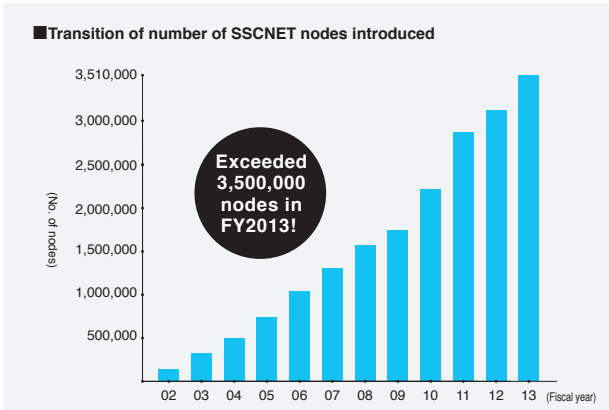 ■Transition of number of SSCNET nodes introduced
3,510,000
3,000,000
2,500,000
2,000,000
1,500,000
1,000,000
500,000
(No. of nodes)
Exceeded
3,500,000
nodes in
FY2013!
02 03 04 05 06 07 08 09 10 11 12 13 (Fiscal year)